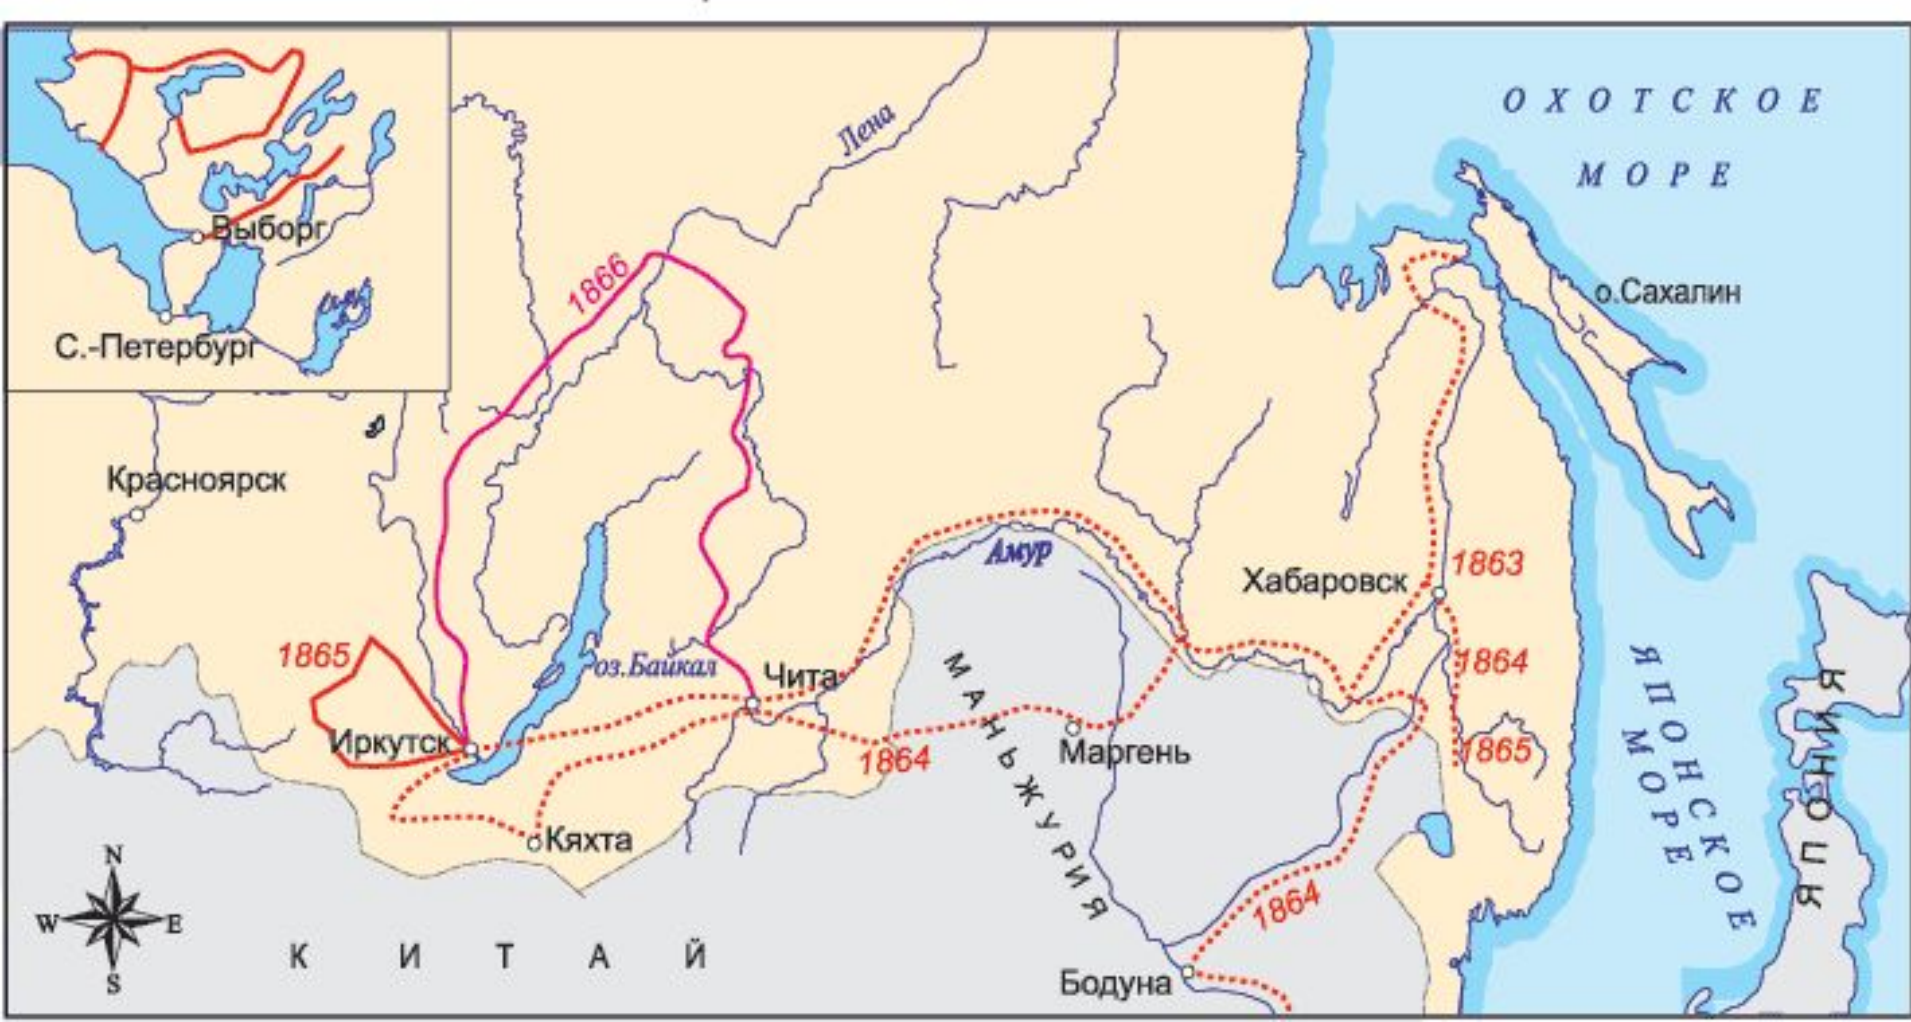 Выборг
С.-Петербург
Лена
ОХОТСКОЕ
МОРЕ
1866
о.Сахалин
Красноярск
Амур
Хабаровск
1863
1865
оз.Байкал
Чита
1864
Иркутск
МАНЬЖУРИЯ
Маргень
1864
1865
ЯПОНСКОЕ
МОРЕ
ЯПОНИЯ
Кяхта
1864
N
W
E
S
КИТАЙ
Бодуна